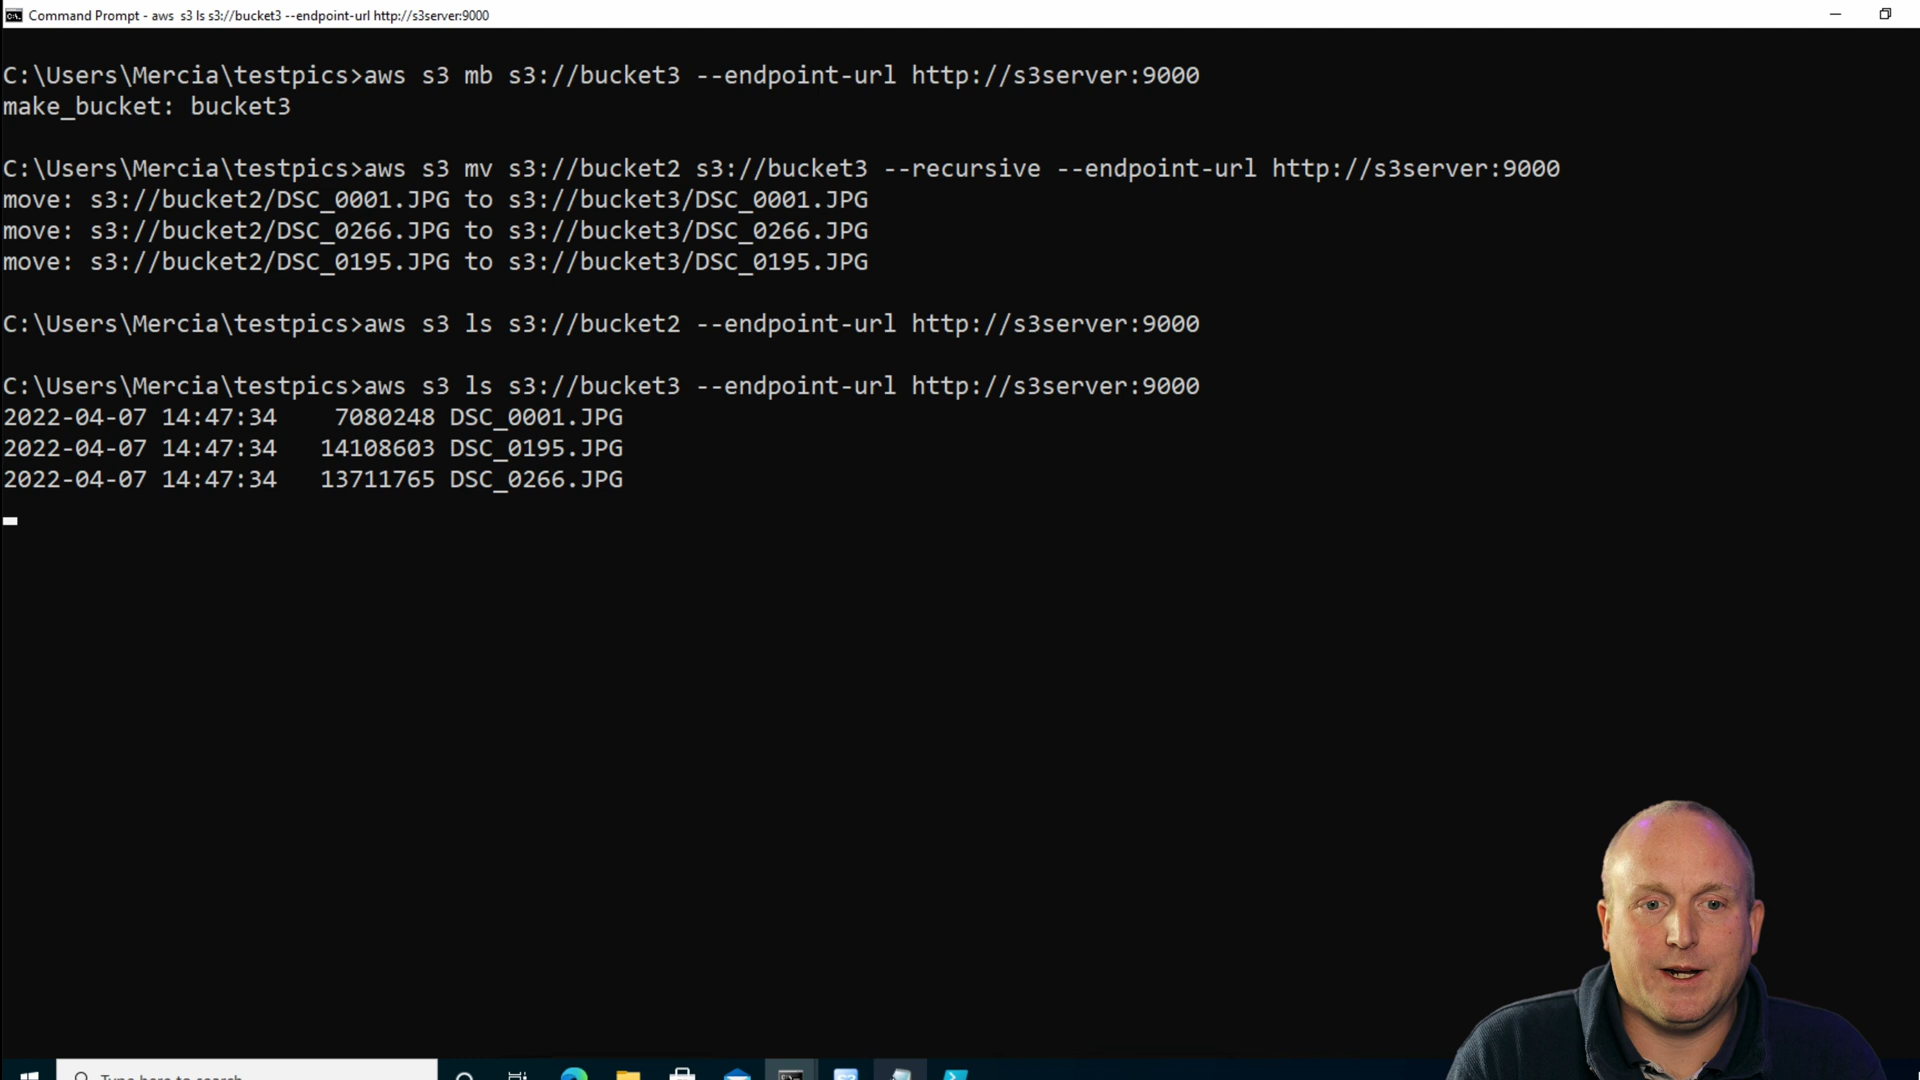 Command Prompt - aws  s3 ls s3://bucket3 --endpoint-url http://s3server:9000
C:\Users\Mercia\testpics>aws s3 mb s3://bucket3 --endpoint-url http://s3server:9000
make_bucket: bucket3
C:\Users\Mercia\testpics>aws s3 mv s3://bucket2 s3://bucket3 --recursive --endpoint-url http://s3server:9000
move: s3://bucket2/DSC_0001.JPG to s3://bucket3/DSC_0001.JPG
move: s3://bucket2/DSC_0266.JPG to s3://bucket3/DSC_0266.JPG
move: s3://bucket2/DSC_0195.JPG to s3://bucket3/DSC_0195.JPG
C:\Users\Mercia\testpics>aws s3 ls s3://bucket2 --endpoint-url http://s3server:9000
C:\Users\Mercia\testpics>aws s3 ls s3://bucket3 --endpoint-url http://s3server:9000
2022-04-07 14:47:34    7080248 DSC_0001.JPG
2022-04-07 14:47:34   14108603 DSC_0195.JPG
2022-04-07 14:47:34   13711765 DSC_0266.JPG
Type here to search